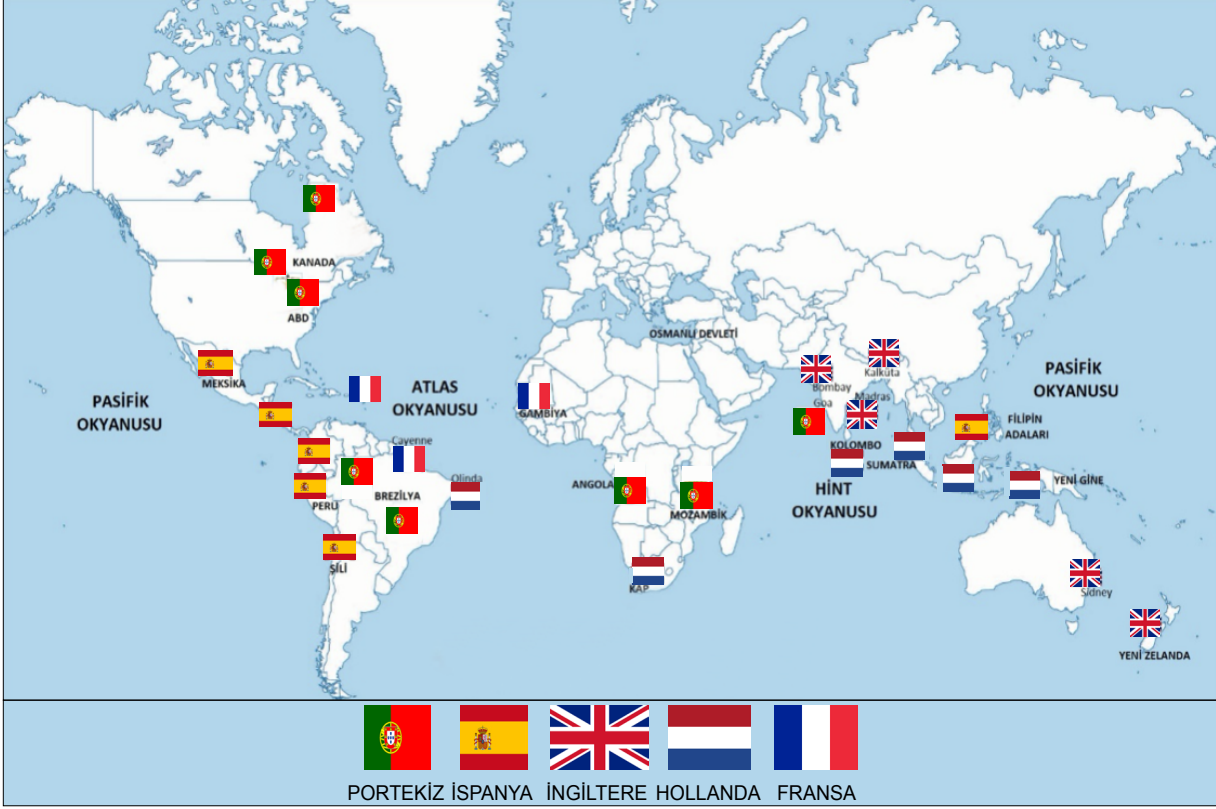 KANADA
ABD
MEKSİKA
PASİFİK
OKYANUSU
ATLAS
OKYANUSU
Cayenne
Olinda
BREZİLYA
PERÜ
ŞİLİ
OSMANLI DEVLETİ
GAMBİYA
ANGOLA
MOZAMBİK
KAP
Bombay
Kalküta
Goa
Madras
KOLOMBO
SUMATRA
HİNT
OKYANUSU
PASİFİK
OKYANUSU
FİLİPİN
ADALARI
YENİ GİNE
Sidney
YENİ ZELANDA
PORTEKİZ İSPANYA İNGİLTERE HOLLANDA FRANSA